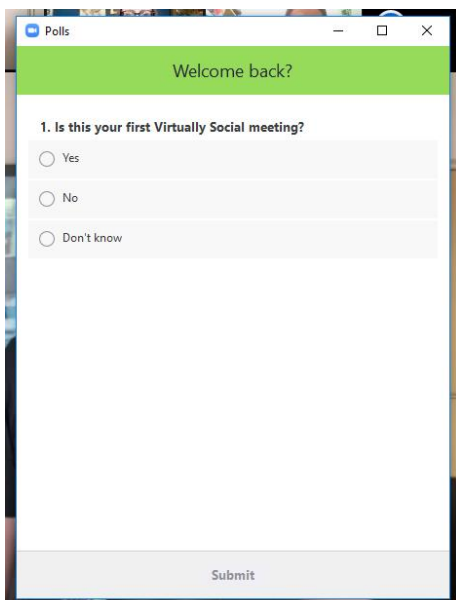 Polls
Welcome back?
1. Is this your first Virtually Social meeting?
Yes
No
Don't know
Submit